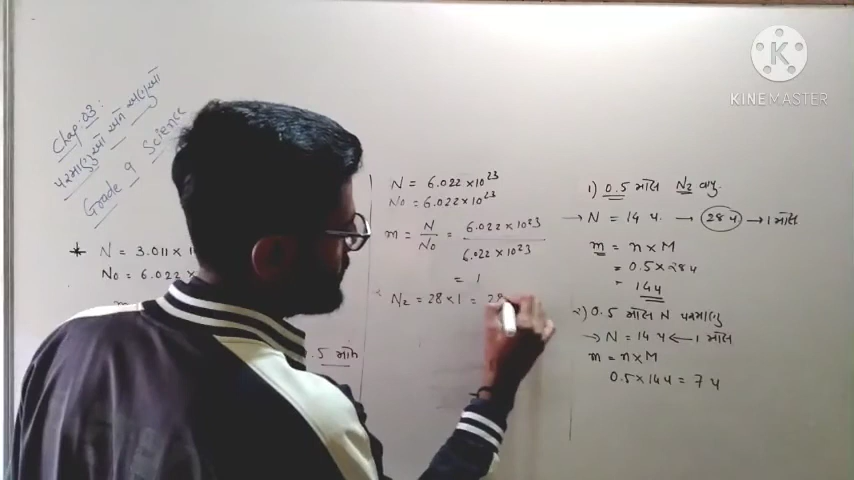 Chap: 03:
પરમાણુઓ અને અણુઓ
Grade 9 Science
* N = 3.011 × 1
N0 = 6.022 ×
.5 મોલ
N = 6.022 × 10²³
N0 = 6.022 × 10²³
m = N/N0 = 6.022 × 10²³/6.022 × 10²³
= 1
N₂ = 28 × 1 = 28
1) 0.5 મોલ N₂ વાયુ.
→ N = 14 પ. → 28 પ → 1 મોલ
m = n × M
= 0.5 × 28 પ
= 14 પ
૨) 0.5 મોલ N પરમાણુ
→ N = 14 પ ← 1 મોલ
m = n × M
0.5 × 14 પ = 7 પ
K
KINEMASTER